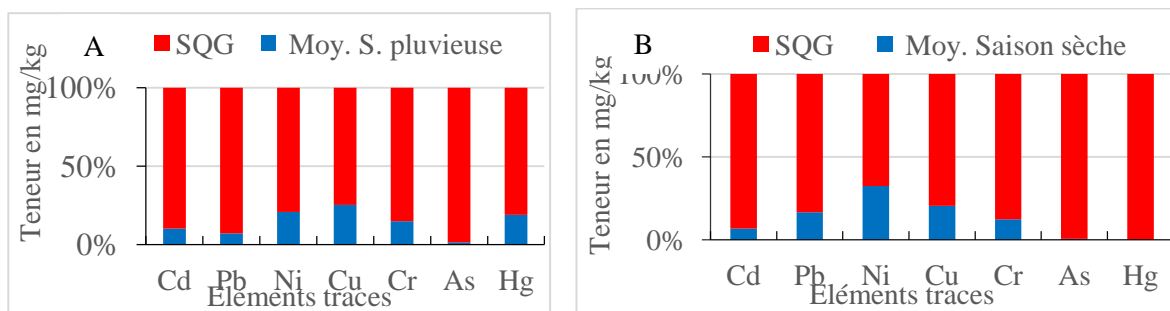 A SQG Moy. S. pluvieuse
Teneur en mg/kg
100%
50%
0%
Cd Pb Ni Cu Cr As Hg
Eléments traces
B SQG Moy. Saison sèche
Teneur en mg/kg
100%
50%
0%
Cd Pb Ni Cu Cr As Hg
Eléments traces